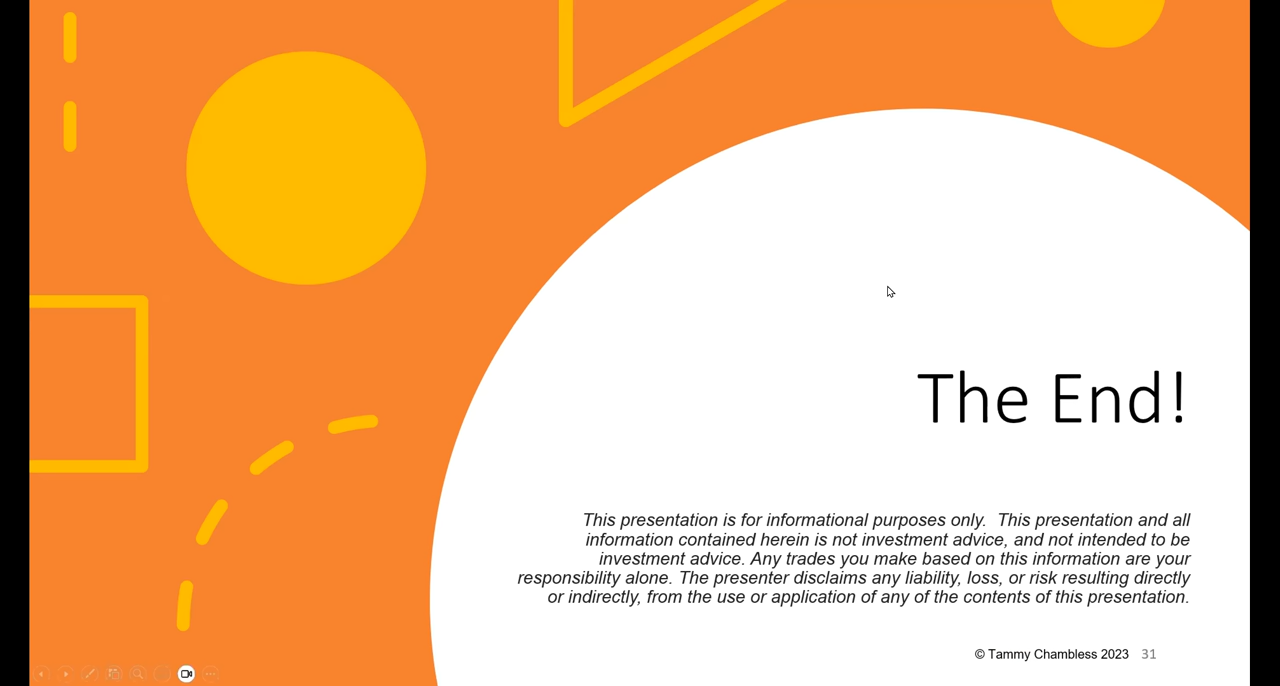 The End!
This presentation is for informational purposes only.  This presentation and all
information contained herein is not investment advice, and not intended to be
investment advice. Any trades you make based on this information are your
responsibility alone. The presenter disclaims any liability, loss, or risk resulting directly
or indirectly, from the use or application of any of the contents of this presentation.
© Tammy Chambless 2023 31